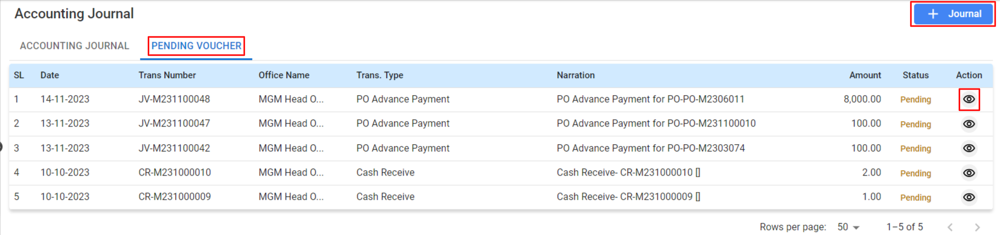 Accounting Journal
+ Journal
ACCOUNTING JOURNAL PENDING VOUCHER
SL Date Trans Number Office Name Trans. Type Narration Amount Status Action
1 14-11-2023 JV-M231100048 MGM Head O... PO Advance Payment PO Advance Payment for PO-PO-M2306011 8,000.00 Pending
2 13-11-2023 JV-M231100047 MGM Head O... PO Advance Payment PO Advance Payment for PO-PO-M231100010 100.00 Pending
3 13-11-2023 JV-M231100042 MGM Head O... PO Advance Payment PO Advance Payment for PO-PO-M2303074 100.00 Pending
4 10-10-2023 CR-M231000010 MGM Head O... Cash Receive Cash Receive- CR-M231000010 [] 2.00 Pending
5 10-10-2023 CR-M231000009 MGM Head O... Cash Receive Cash Receive- CR-M231000009 [] 1.00 Pending
Rows per page: 50 1–5 of 5